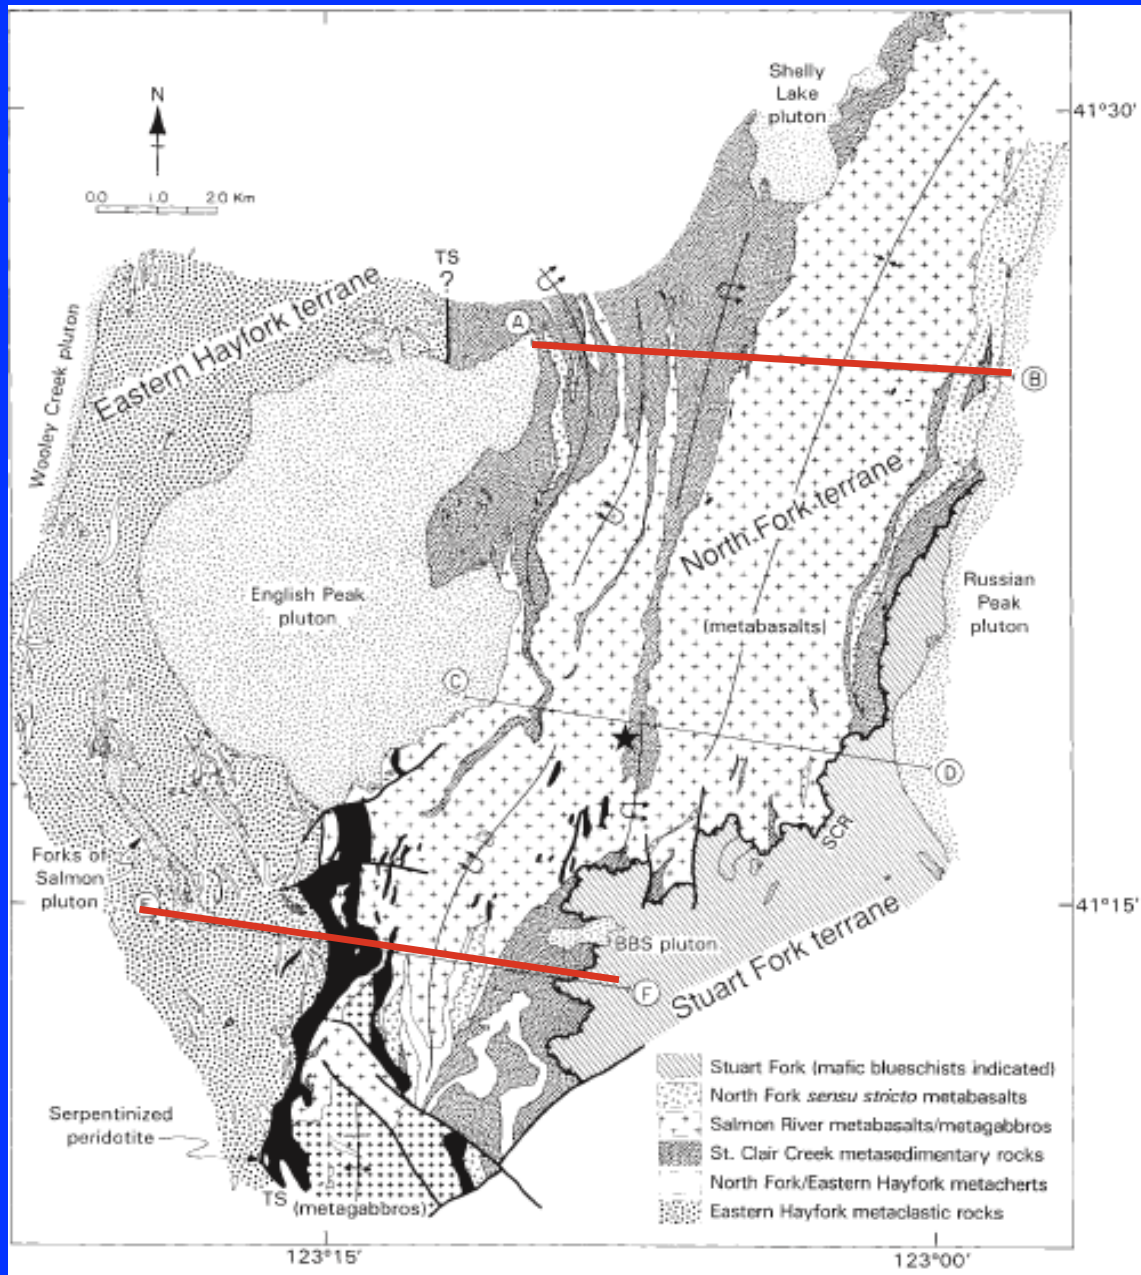 Shelly
Lake
pluton
41°30'
N
0.0 1.0 2.0 Km
TS
?
Eastern Hayfork terrane
Wooley Creek pluton
A
B
North Fork terrane
(metabasalts)
English Peak
pluton
Russian
Peak
pluton
C
D
SCR
Forks of
Salmon
pluton
E
41°15'
BBS pluton
F
Stuart Fork terrane
Stuart Fork (mafic blueschists indicated)
North Fork sensu stricto metabasalts
Salmon River metabasalts/metagabbros
St. Clair Creek metasedimentary rocks
North Fork/Eastern Hayfork metacherts
Eastern Hayfork metaclastic rocks
Serpentinized
peridotite
TS
(metagabbros)
123°15'
123°00'